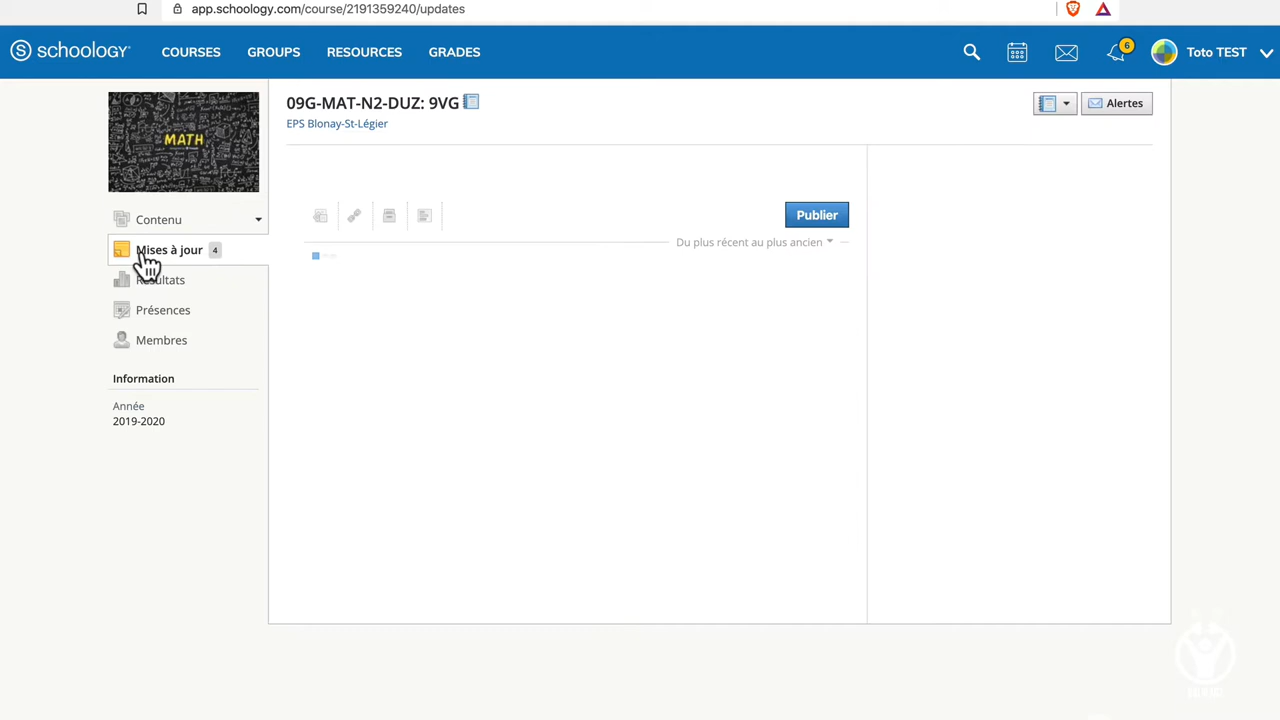 app.schoology.com/course/2191359240/updates
S schoology®
COURSES
GROUPS
RESOURCES
GRADES
6
Toto TEST
MATH
09G-MAT-N2-DUZ: 9VG
EPS Blonay-St-Légier
Alertes
Contenu
Mises à jour 4
Résultats
Présences
Membres
Information
Année
2019-2020
Publier
Du plus récent au plus ancien